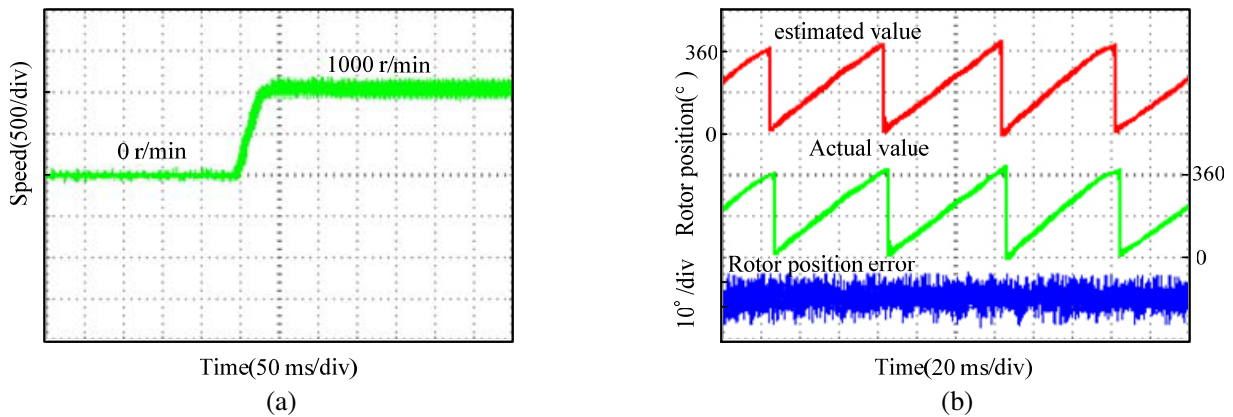 Speed(500/div)
1000 r/min
0 r/min
Time(50 ms/div)
(a)
Rotor position(°)
10°/div
360
0
estimated value
Actual value
360
0
Rotor position error
Time(20 ms/div)
(b)